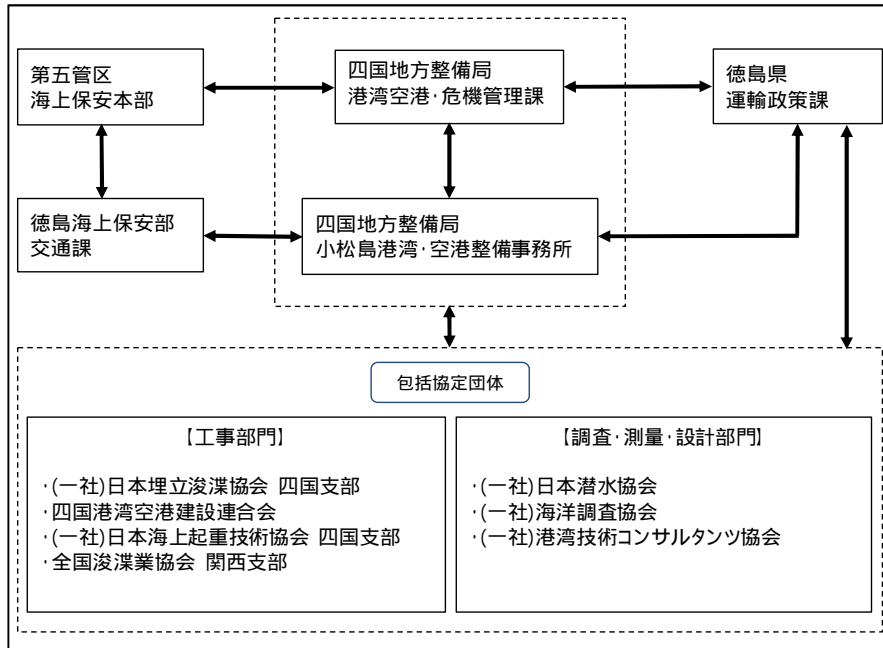 第五管区
海上保安本部
四国地方整備局
港湾空港･危機管理課
徳島県
運輸政策課
徳島海上保安部
交通課
四国地方整備局
小松島港湾･空港整備事務所
包括協定団体
【工事部門】
･(一社)日本埋立浚渫協会 四国支部
･四国港湾空港建設連合会
･(一社)日本海上起重技術協会 四国支部
･全国浚渫業協会 関西支部
【調査･測量･設計部門】
･(一社)日本潜水協会
･(一社)海洋調査協会
･(一社)港湾技術コンサルタンツ協会